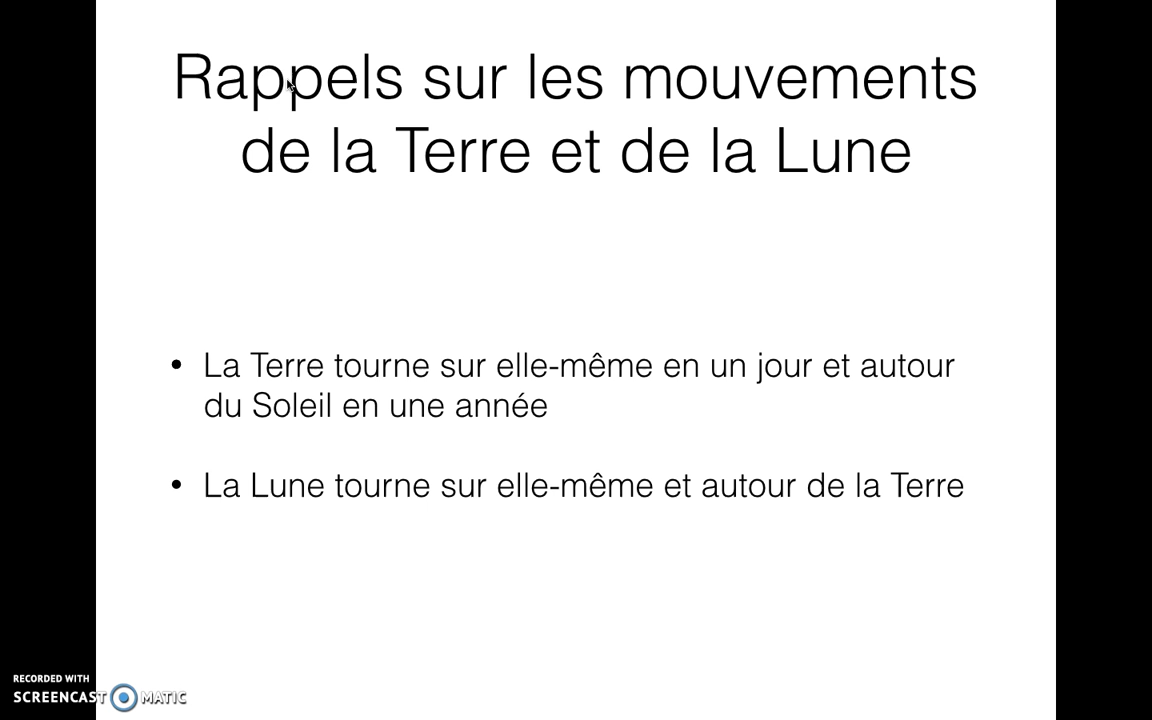 Rappels sur les mouvements
de la Terre et de la Lune
• La Terre tourne sur elle-même en un jour et autour
du Soleil en une année
• La Lune tourne sur elle-même et autour de la Terre
RECORDED WITH
SCREENCAST MATIC